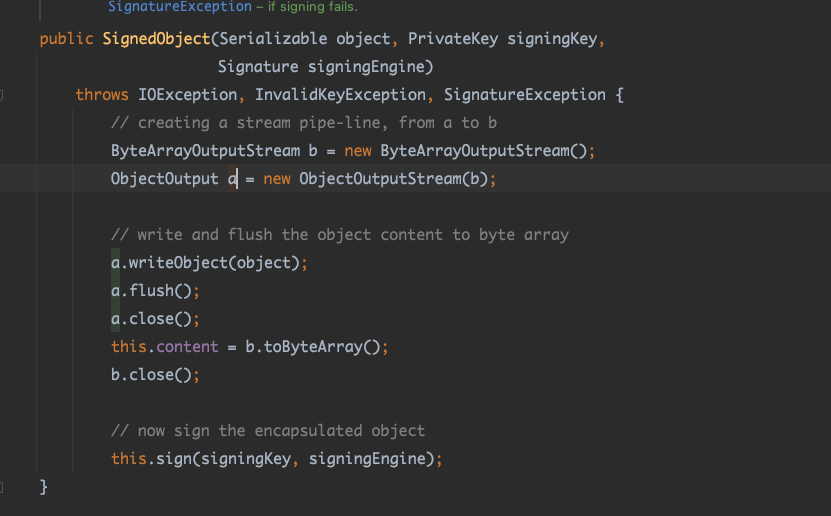 SignatureException – if signing fails.
public SignedObject(Serializable object, PrivateKey signingKey,
Signature signingEngine)
throws IOException, InvalidKeyException, SignatureException {
// creating a stream pipe-line, from a to b
ByteArrayOutputStream b = new ByteArrayOutputStream();
ObjectOutput a = new ObjectOutputStream(b);
// write and flush the object content to byte array
a.writeObject(object);
a.flush();
a.close();
this.content = b.toByteArray();
b.close();
// now sign the encapsulated object
this.sign(signingKey, signingEngine);
}